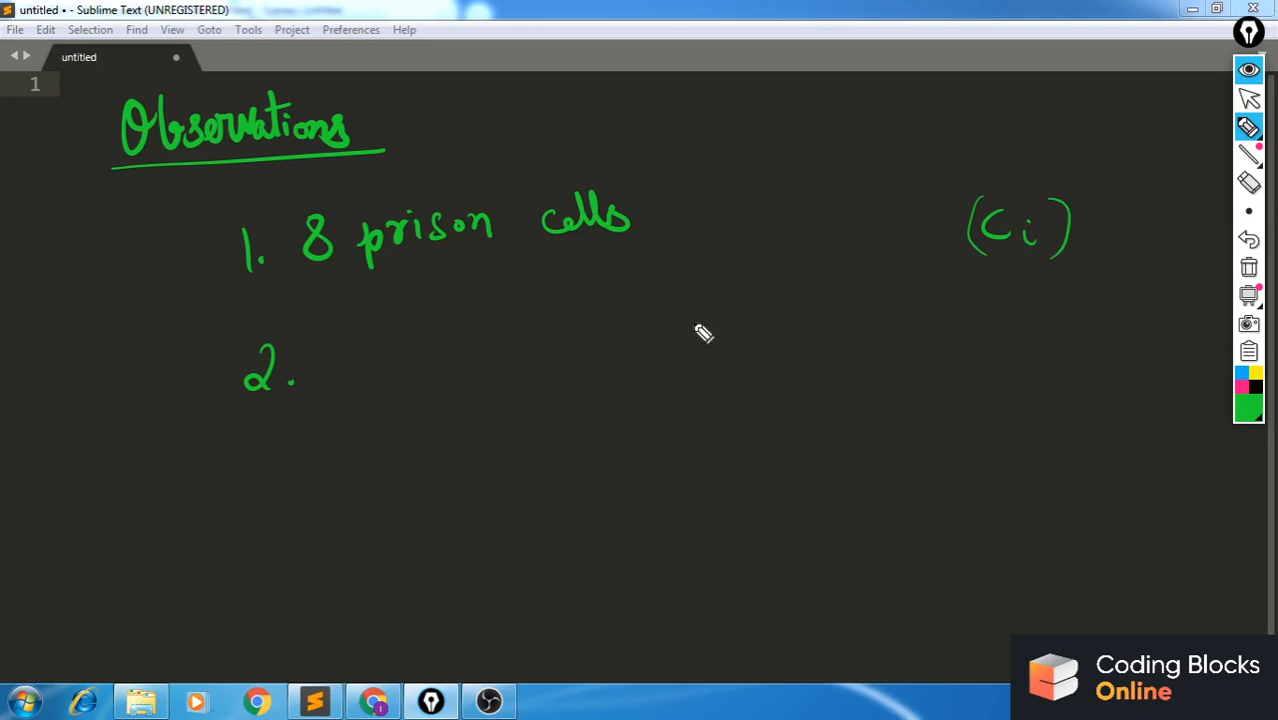 untitled • - Sublime Text (UNREGISTERED)
File Edit Selection Find View Goto Tools Project Preferences Help
untitled
1
Observations
1. 8 prison cells (Ci)
2.
Coding Blocks
Online